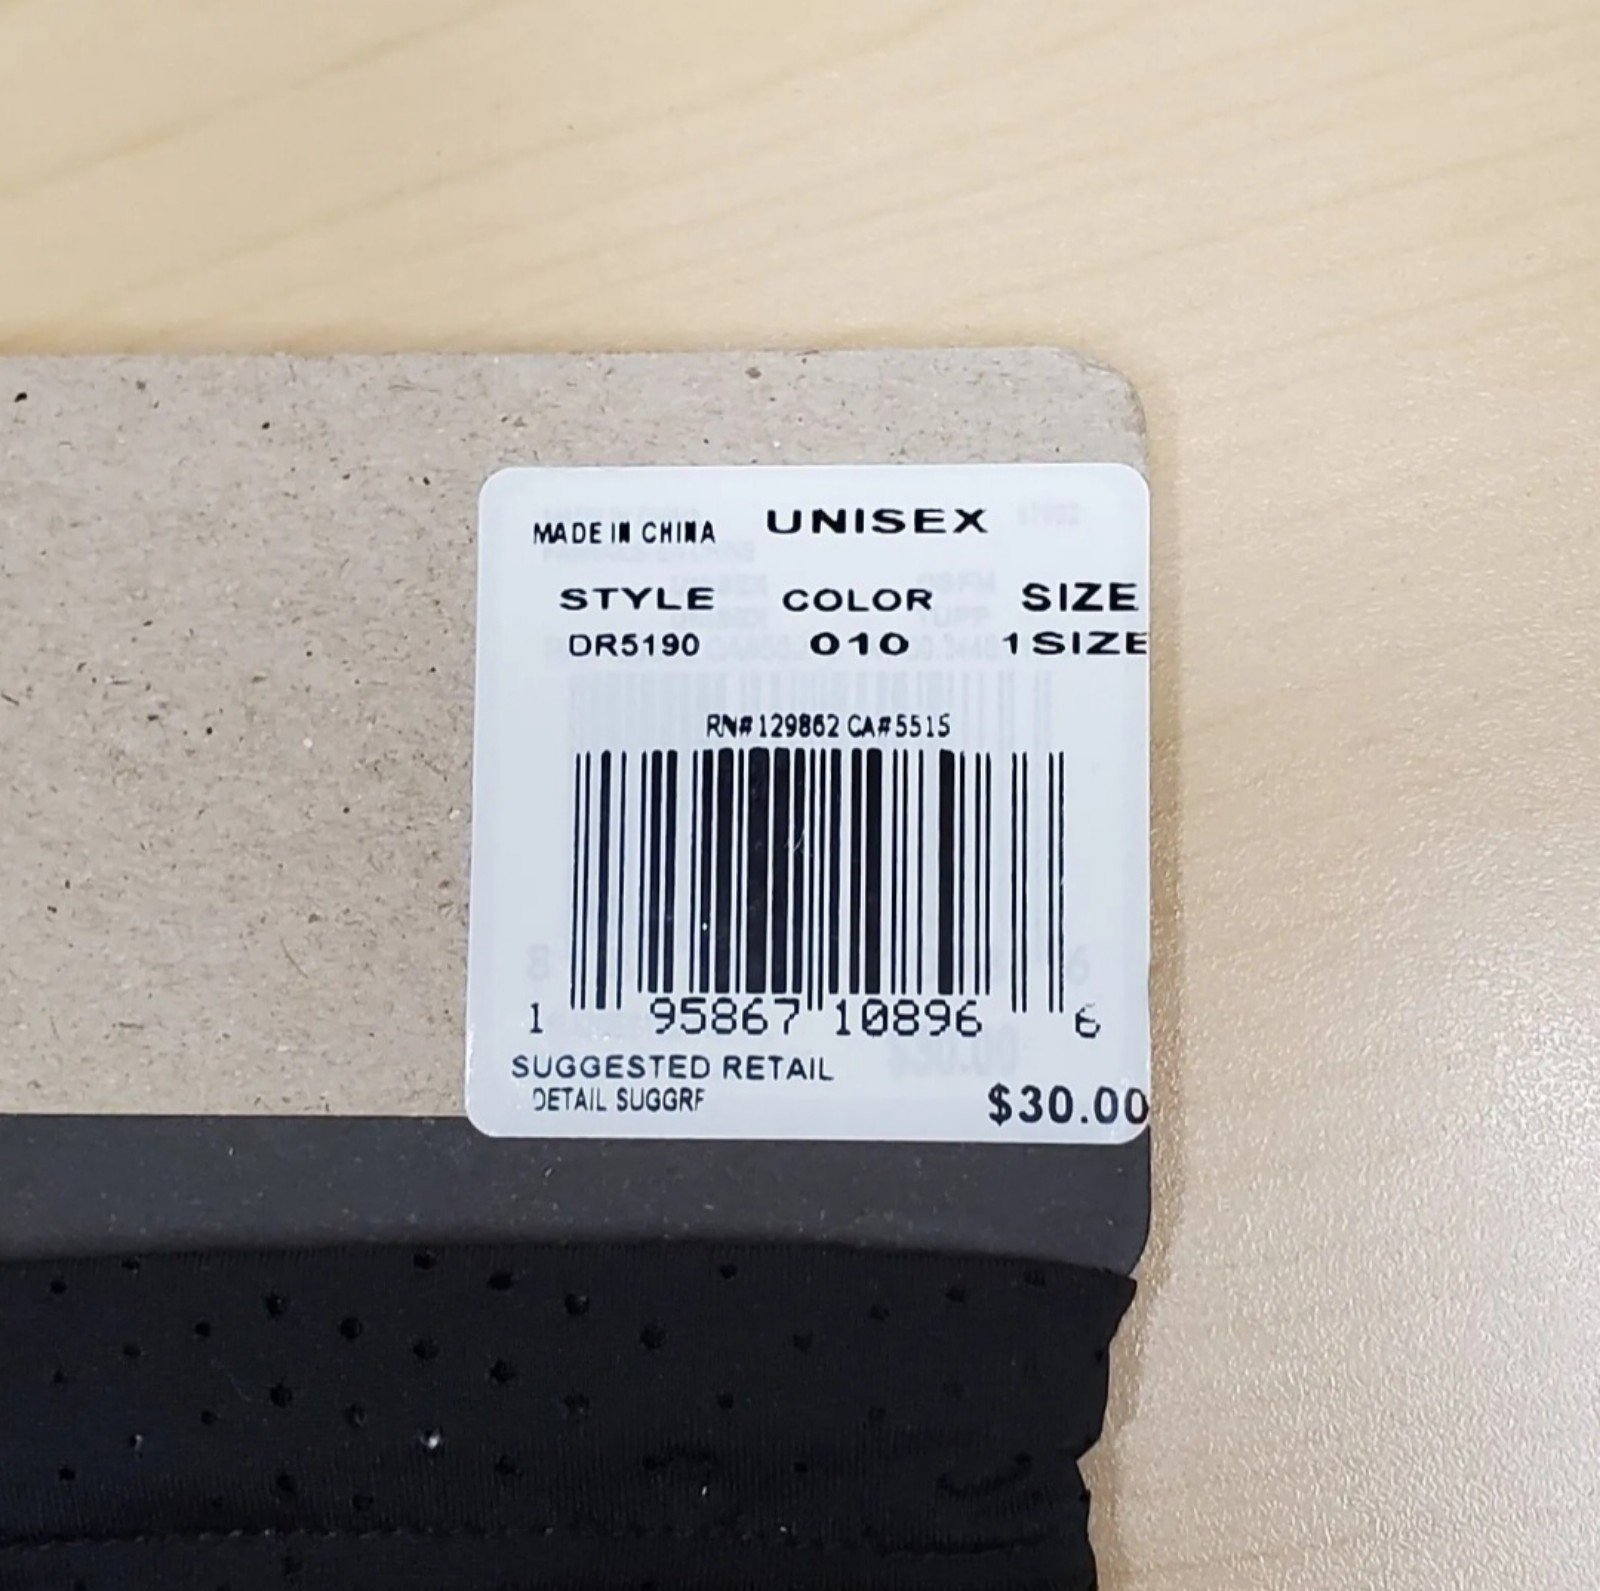 MADE IN CHINA UNISEX
STYLE COLOR SIZE
DR5190 010 1SIZE
RN#129862 CA#5515
1 95867 10896 6
SUGGESTED RETAIL
DETAIL SUGGRF
$30.00